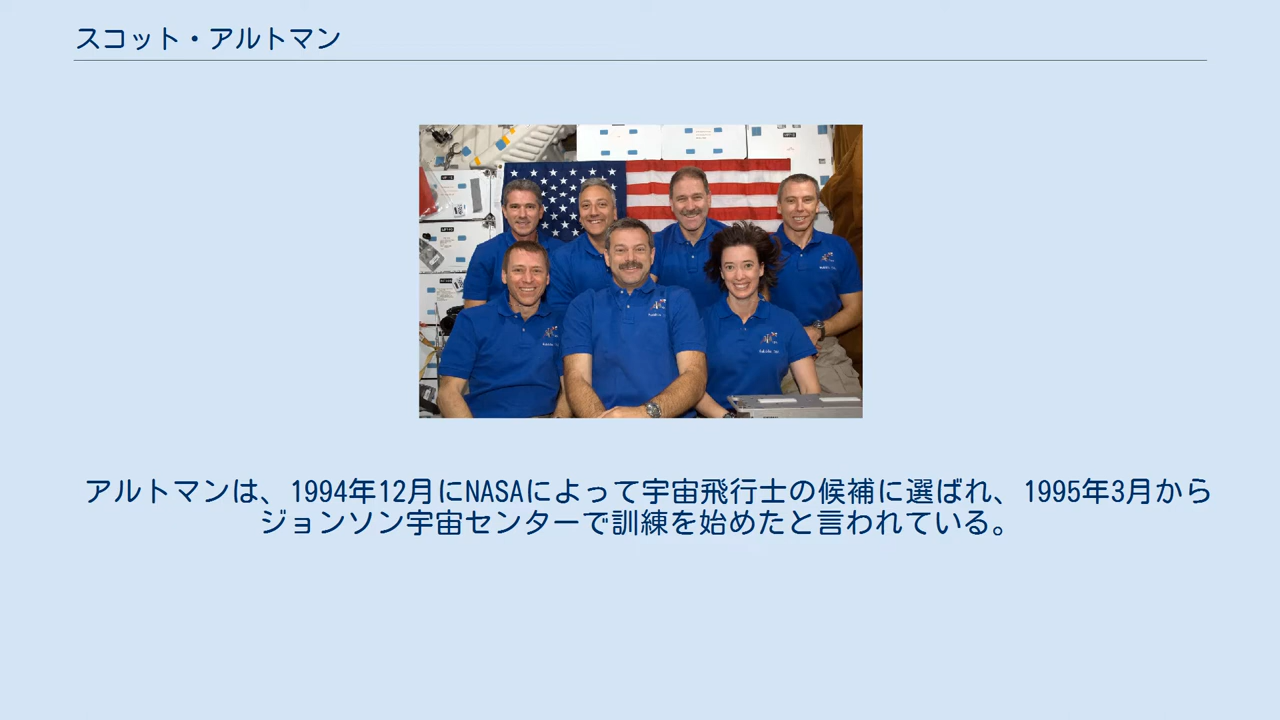 スコット・アルトマン
アルトマンは、1994年12月にNASAによって宇宙飛行士の候補に選ばれ、1995年3月から
ジョンソン宇宙センターで訓練を始めたと言われている。